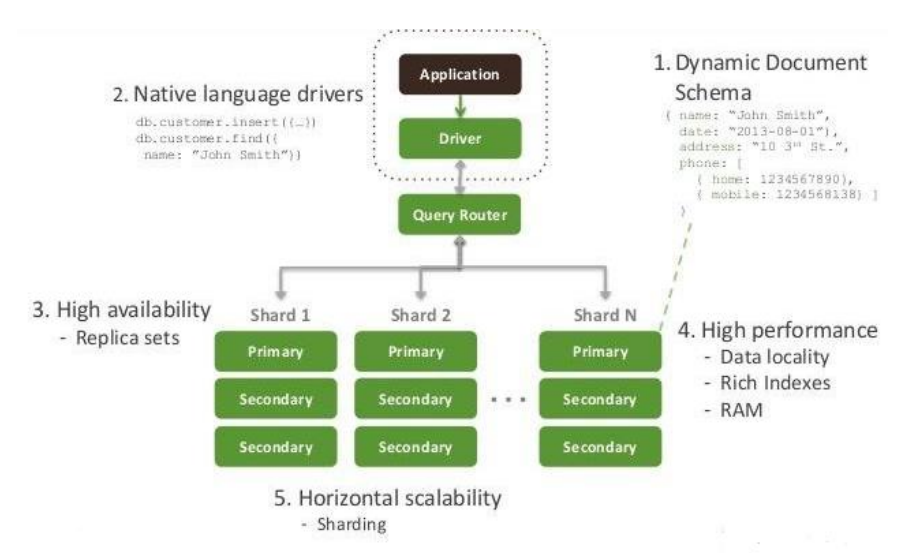 Application
1. Dynamic Document
Schema
{ name: “John Smith”,
date: “2013-08-01”),
address: “10 3rd St.”,
phone: [
{ home: 1234567890),
{ mobile: 1234568138) ]
}
2. Native language drivers
db.customer.insert({…})
db.customer.find({
name: ”John Smith”})
Driver
Query Router
3. High availability
- Replica sets
Shard 1
Primary
Secondary
Secondary
Shard 2
Primary
Secondary
Secondary
...
Shard N
Primary
Secondary
Secondary
4. High performance
- Data locality
- Rich Indexes
- RAM
5. Horizontal scalability
- Sharding